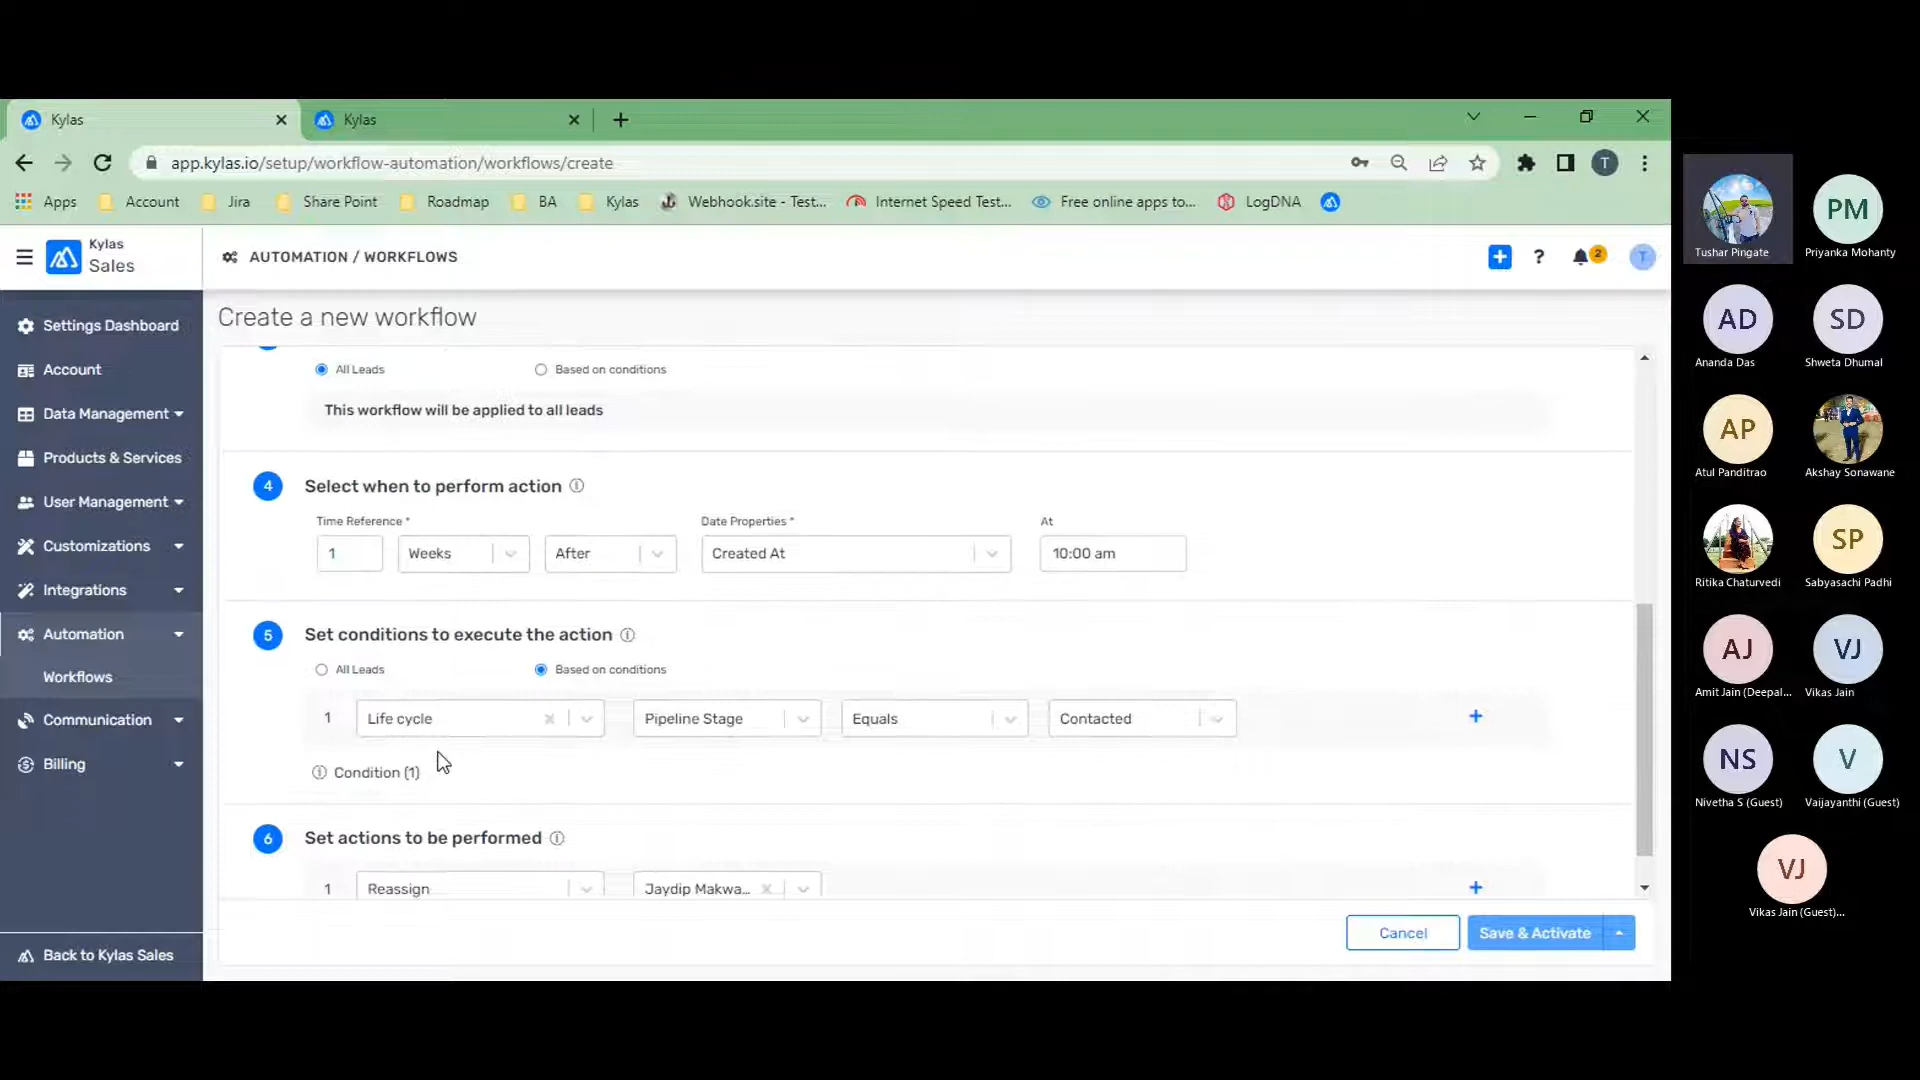 Kylas
Kylas
app.kylas.io/setup/workflow-automation/workflows/create
T
Apps
Account
Jira
Share Point
Roadmap
BA
Kylas
Webhook.site - Test...
Internet Speed Test...
Free online apps to...
LogDNA
Kylas
Sales
AUTOMATION / WORKFLOWS
?
2
T
Settings Dashboard
Account
Data Management
Products & Services
User Management
Customizations
Integrations
Automation
Workflows
Communication
Billing
Back to Kylas Sales
Create a new workflow
All Leads
Based on conditions
This workflow will be applied to all leads
4
Select when to perform action
Time Reference *
Date Properties *
At
1
Weeks
After
Created At
10:00 am
5
Set conditions to execute the action
All Leads
Based on conditions
1
Life cycle
Pipeline Stage
Equals
Contacted
Condition (1)
6
Set actions to be performed
1
Reassign
Jaydip Makwa...
Cancel
Save & Activate
Tushar Pingate
PM
Priyanka Mohanty
AD
Ananda Das
SD
Shweta Dhumal
AP
Atul Panditrao
Akshay Sonawane
Ritika Chaturvedi
SP
Sabyasachi Padhi
AJ
Amit Jain (Deepal...
VJ
Vikas Jain
NS
Nivetha S (Guest)
V
Vaijayanthi (Guest)
VJ
Vikas Jain (Guest)...